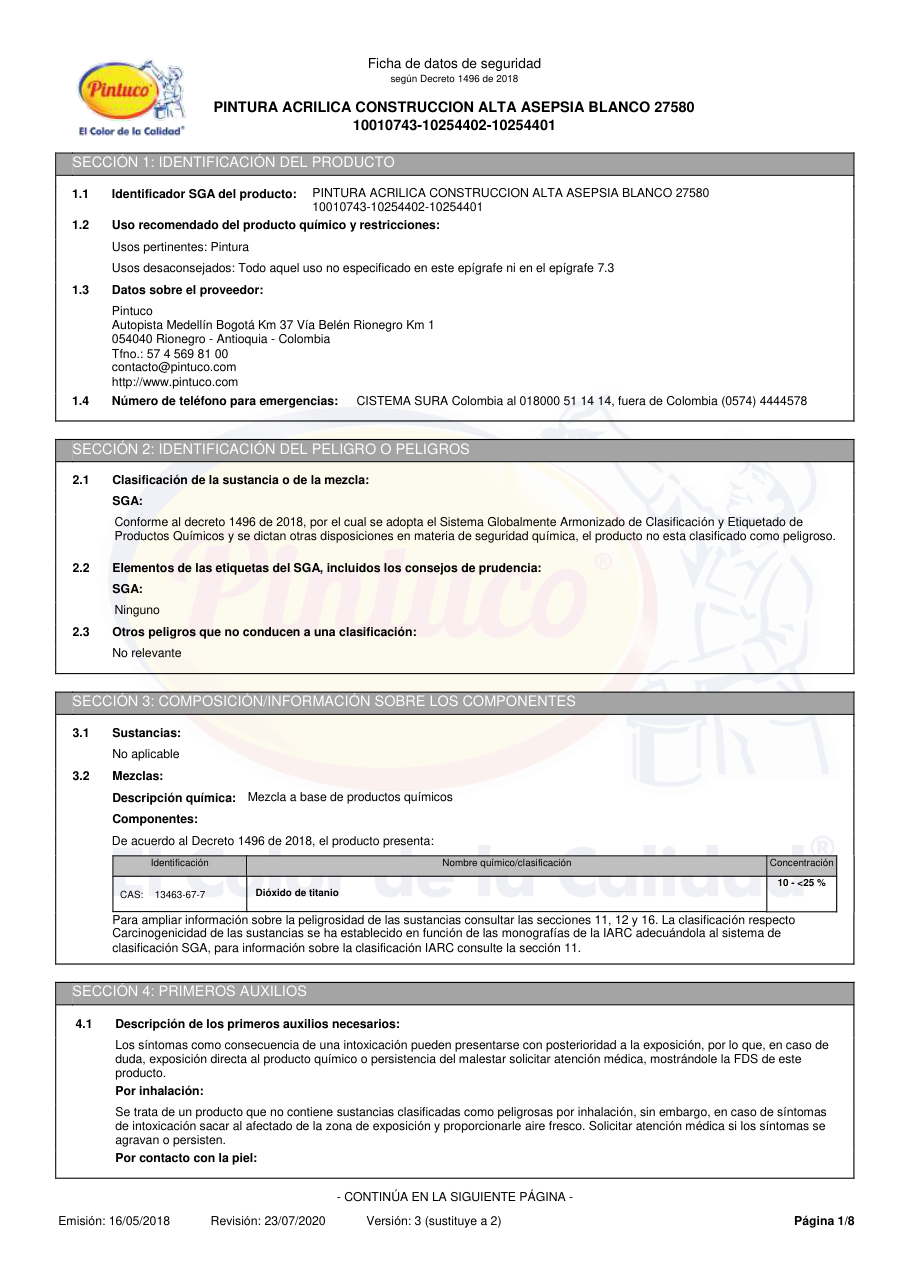 Pintuco®
El Color de la Calidad®
Ficha de datos de seguridad
según Decreto 1496 de 2018
PINTURA ACRILICA CONSTRUCCION ALTA ASEPSIA BLANCO 27580
10010743-10254402-10254401
SECCIÓN 1: IDENTIFICACIÓN DEL PRODUCTO
1.1 Identificador SGA del producto: PINTURA ACRILICA CONSTRUCCION ALTA ASEPSIA BLANCO 27580
10010743-10254402-10254401
1.2 Uso recomendado del producto químico y restricciones:
Usos pertinentes: Pintura
Usos desaconsejados: Todo aquel uso no especificado en este epígrafe ni en el epígrafe 7.3
1.3 Datos sobre el proveedor:
Pintuco
Autopista Medellín Bogotá Km 37 Vía Belén Rionegro Km 1
054040 Rionegro - Antioquia - Colombia
Tfno.: 57 4 569 81 00
contacto@pintuco.com
http://www.pintuco.com
1.4 Número de teléfono para emergencias: CISTEMA SURA Colombia al 018000 51 14 14, fuera de Colombia (0574) 4444578
SECCIÓN 2: IDENTIFICACIÓN DEL PELIGRO O PELIGROS
2.1 Clasificación de la sustancia o de la mezcla:
SGA:
Conforme al decreto 1496 de 2018, por el cual se adopta el Sistema Globalmente Armonizado de Clasificación y Etiquetado de
Productos Químicos y se dictan otras disposiciones en materia de seguridad química, el producto no esta clasificado como peligroso.
2.2 Elementos de las etiquetas del SGA, incluidos los consejos de prudencia:
SGA:
Ninguno
2.3 Otros peligros que no conducen a una clasificación:
No relevante
Pintuco®
SECCIÓN 3: COMPOSICIÓN/INFORMACIÓN SOBRE LOS COMPONENTES
3.1 Sustancias:
No aplicable
3.2 Mezclas:
Descripción química: Mezcla a base de productos químicos
Componentes:
De acuerdo al Decreto 1496 de 2018, el producto presenta:
Identificación Nombre químico/clasificación Concentración
CAS: 13463-67-7 Dióxido de titanio 10 - <25 %
El Color de la Calidad®
Para ampliar información sobre la peligrosidad de las sustancias consultar las secciones 11, 12 y 16. La clasificación respecto
Carcinogenicidad de las sustancias se ha establecido en función de las monografías de la IARC adecuándola al sistema de
clasificación SGA, para información sobre la clasificación IARC consulte la sección 11.
SECCIÓN 4: PRIMEROS AUXILIOS
4.1 Descripción de los primeros auxilios necesarios:
Los síntomas como consecuencia de una intoxicación pueden presentarse con posterioridad a la exposición, por lo que, en caso de
duda, exposición directa al producto químico o persistencia del malestar solicitar atención médica, mostrándole la FDS de este
producto.
Por inhalación:
Se trata de un producto que no contiene sustancias clasificadas como peligrosas por inhalación, sin embargo, en caso de síntomas
de intoxicación sacar al afectado de la zona de exposición y proporcionarle aire fresco. Solicitar atención médica si los síntomas se
agravan o persisten.
Por contacto con la piel:
- CONTINÚA EN LA SIGUIENTE PÁGINA -
Emisión: 16/05/2018 Revisión: 23/07/2020 Versión: 3 (sustituye a 2) Página 1/8